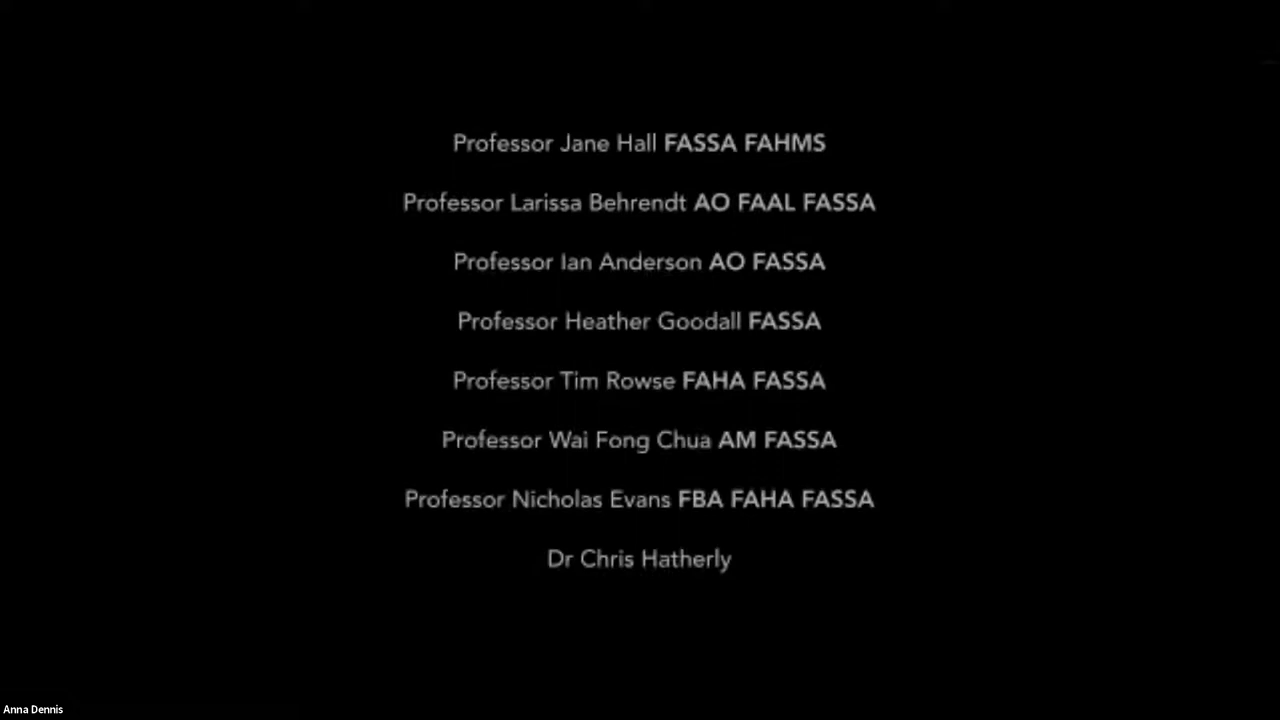 Professor Jane Hall FASSA FAHMS
Professor Larissa Behrendt AO FAAL FASSA
Professor Ian Anderson AO FASSA
Professor Heather Goodall FASSA
Professor Tim Rowse FAHA FASSA
Professor Wai Fong Chua AM FASSA
Professor Nicholas Evans FBA FAHA FASSA
Dr Chris Hatherly
Anna Dennis